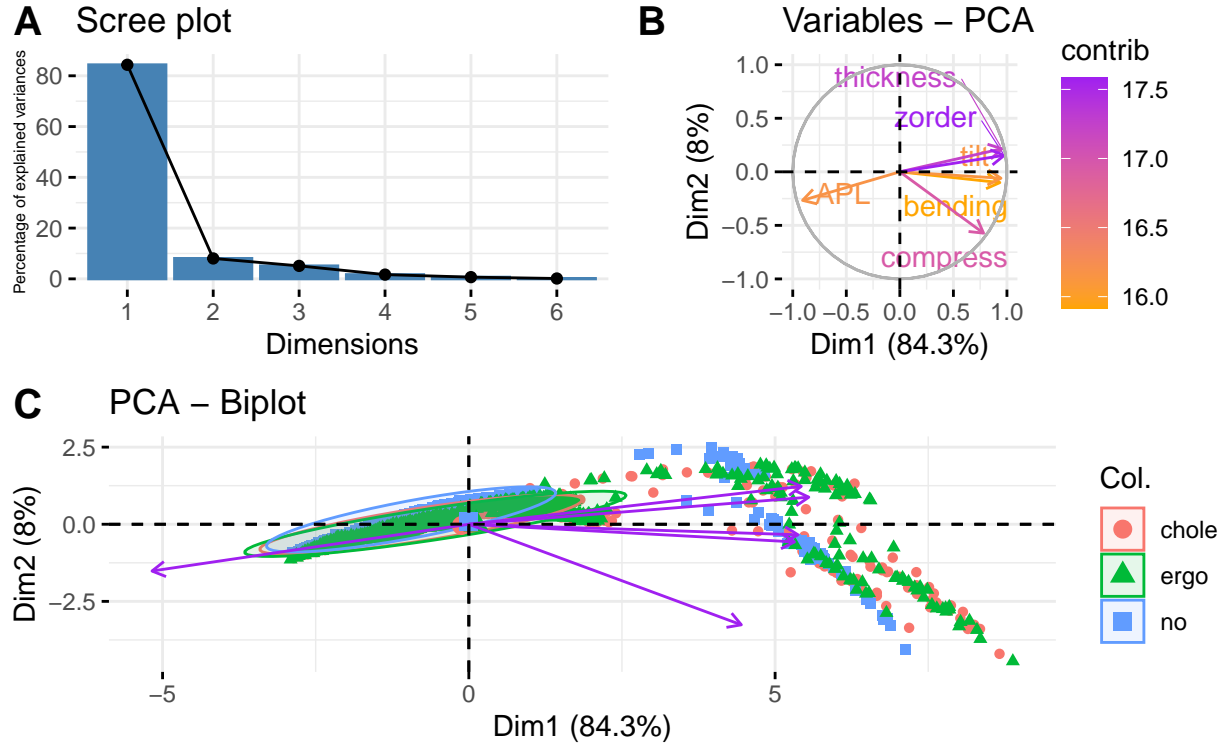 A Scree plot
Percentage of explained variances
80
60
40
20
0
1 2 3 4 5 6
Dimensions
B Variables – PCA
Dim2 (8%)
1.0
0.5
0.0
−0.5
−1.0
thickness
zorder
tilt
APL
bending
compress
−1.0 −0.5 0.0 0.5 1.0
Dim1 (84.3%)
contrib
17.5
17.0
16.5
16.0
C PCA – Biplot
Dim2 (8%)
2.5
0.0
−2.5
−5 0 5
Dim1 (84.3%)
Col.
chole
ergo
no